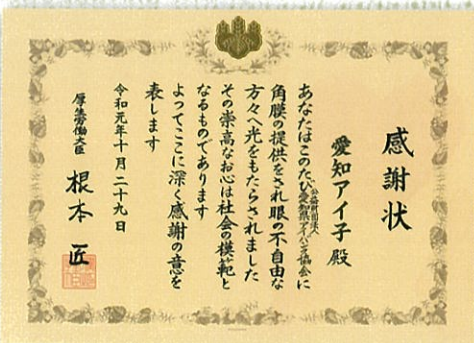 感謝状
愛知アイ子殿
あなたはこのたび公益財団法人愛知県アイバンク協会に
角膜の提供をされ眼の不自由な
方々へ光をもたらされました
その崇高なお心は社会の模範と
なるものであります
よってここに深く感謝の意を
表します
令和元年十月二十九日
厚生労働大臣 根本匠